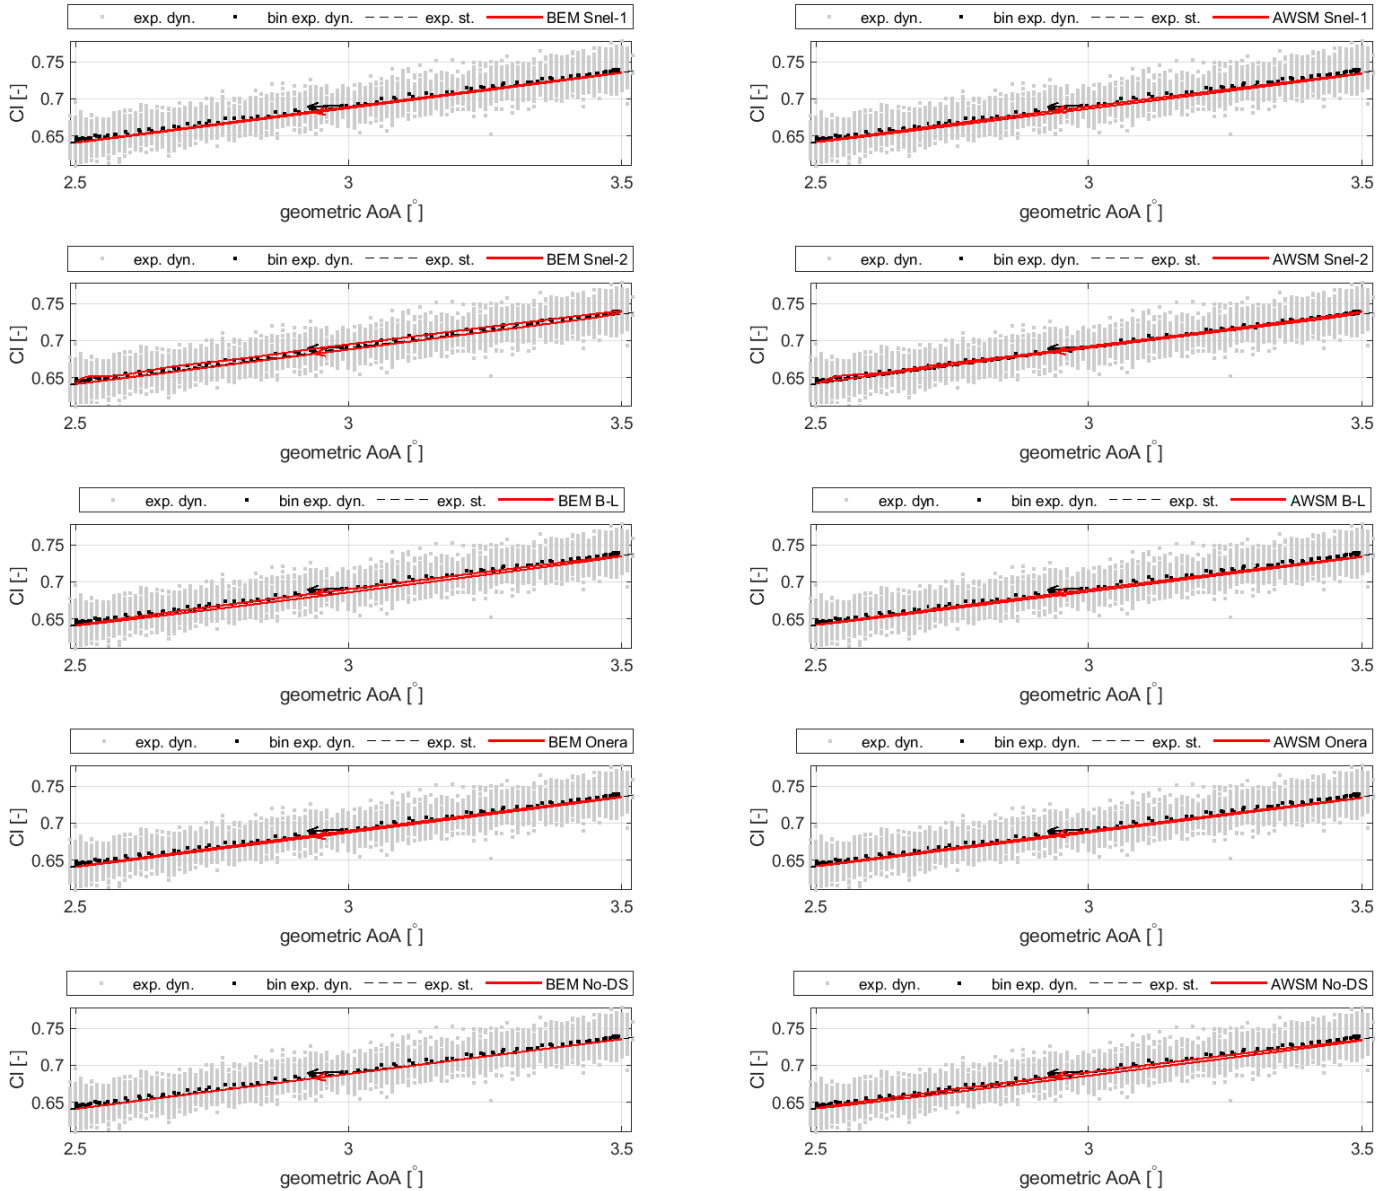 exp. dyn. bin exp. dyn. exp. st. BEM Snel-1
0.75
0.7
0.65
Cl [-]
2.5 3 3.5
geometric AoA [°]
exp. dyn. bin exp. dyn. exp. st. AWSM Snel-1
0.75
0.7
0.65
Cl [-]
2.5 3 3.5
geometric AoA [°]
exp. dyn. bin exp. dyn. exp. st. BEM Snel-2
0.75
0.7
0.65
Cl [-]
2.5 3 3.5
geometric AoA [°]
exp. dyn. bin exp. dyn. exp. st. AWSM Snel-2
0.75
0.7
0.65
Cl [-]
2.5 3 3.5
geometric AoA [°]
exp. dyn. bin exp. dyn. exp. st. BEM B-L
0.75
0.7
0.65
Cl [-]
2.5 3 3.5
geometric AoA [°]
exp. dyn. bin exp. dyn. exp. st. AWSM B-L
0.75
0.7
0.65
Cl [-]
2.5 3 3.5
geometric AoA [°]
exp. dyn. bin exp. dyn. exp. st. BEM Onera
0.75
0.7
0.65
Cl [-]
2.5 3 3.5
geometric AoA [°]
exp. dyn. bin exp. dyn. exp. st. AWSM Onera
0.75
0.7
0.65
Cl [-]
2.5 3 3.5
geometric AoA [°]
exp. dyn. bin exp. dyn. exp. st. BEM No-DS
0.75
0.7
0.65
Cl [-]
2.5 3 3.5
geometric AoA [°]
exp. dyn. bin exp. dyn. exp. st. AWSM No-DS
0.75
0.7
0.65
Cl [-]
2.5 3 3.5
geometric AoA [°]